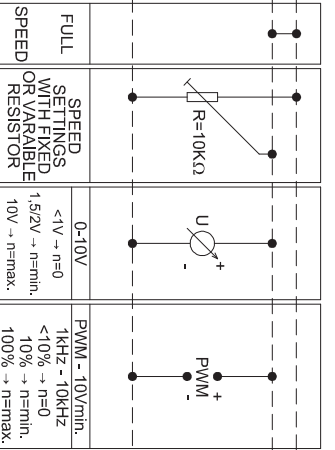 FULL
SPEED
R=10KΩ
SPEED
SETTINGS
WITH FIXED
OR VARAIBLE
RESISTOR
U
+
-
0-10V
<1V → n=0
1,5/2V → n=min.
10V → n=max.
+
PWM
-
PWM - 10Vmin.
1kHz - 10kHz
<10% → n=0
10% → n=min.
100% → n=max.